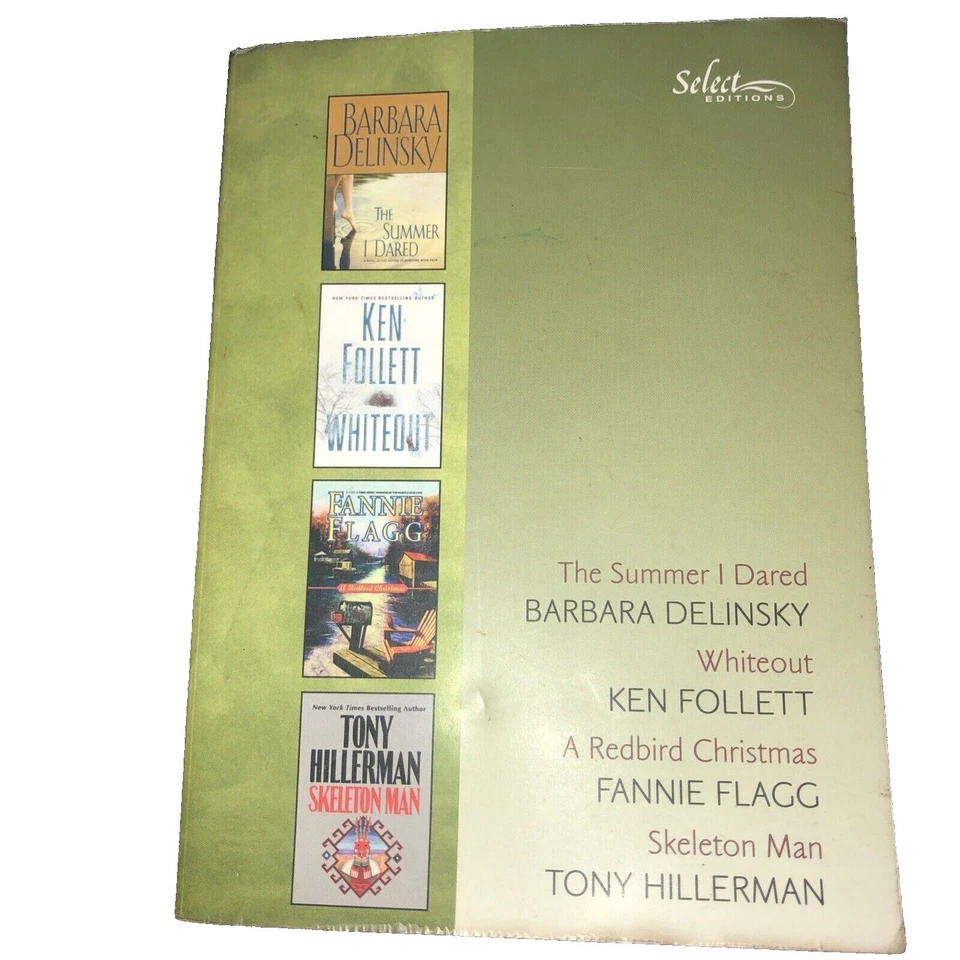 Select
EDITIONS
BARBARA
DELINSKY
THE
SUMMER
I DARED
NEW YORK TIMES BESTSELLING AUTHOR
KEN
FOLLETT
WHITEOUT
FANNIE
FLAGG
A Redbird Christmas
New York Times Bestselling Author
TONY
HILLERMAN
SKELETON MAN
The Summer I Dared
BARBARA DELINSKY
Whiteout
KEN FOLLETT
A Redbird Christmas
FANNIE FLAGG
Skeleton Man
TONY HILLERMAN